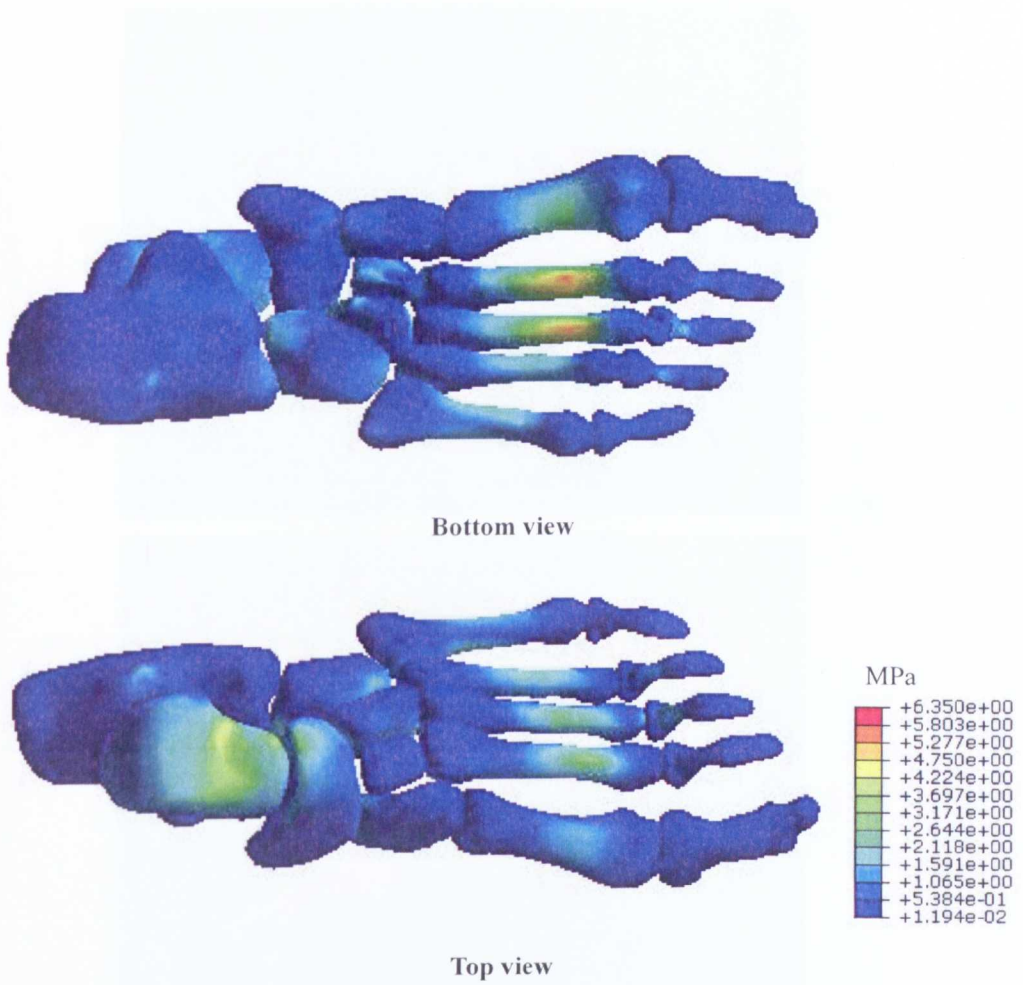 Bottom view
MPa
+6.350e+00
+5.803e+00
+5.277e+00
+4.750e+00
+4.224e+00
+3.697e+00
+3.171e+00
+2.644e+00
+2.118e+00
+1.591e+00
+1.065e+00
+5.384e-01
+1.194e-02
Top view